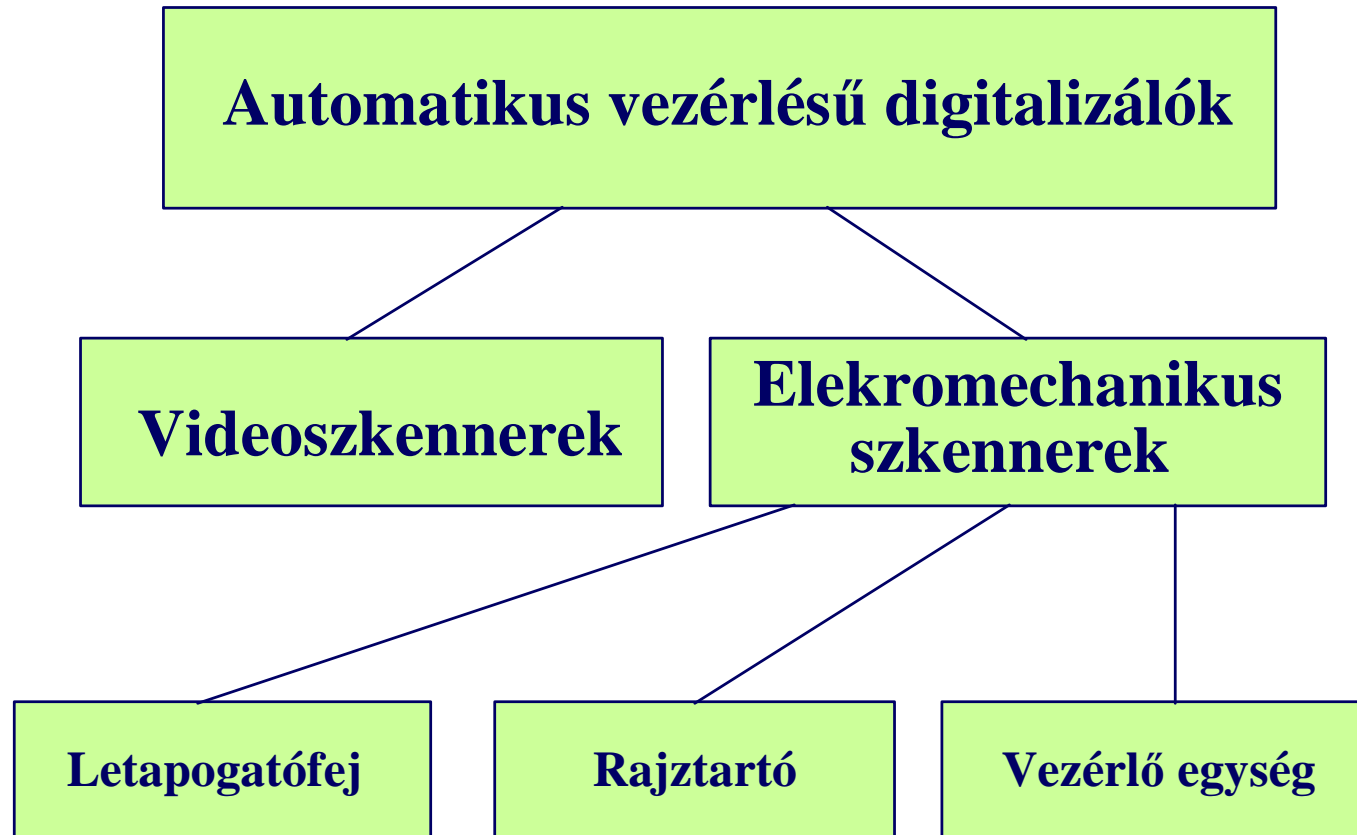 Automatikus vezérlésű digitalizálók
Videoszkennerek
Elekromechanikus
szkennerek
Letapogatófej
Rajztartó
Vezérlő egység